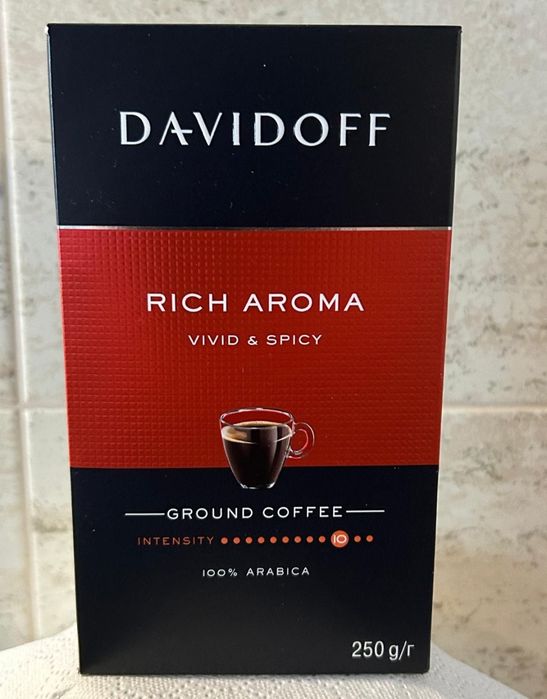 DAVIDOFF
RICH AROMA
VIVID & SPICY
GROUND COFFEE
INTENSITY 10
100% ARABICA
250 g/г